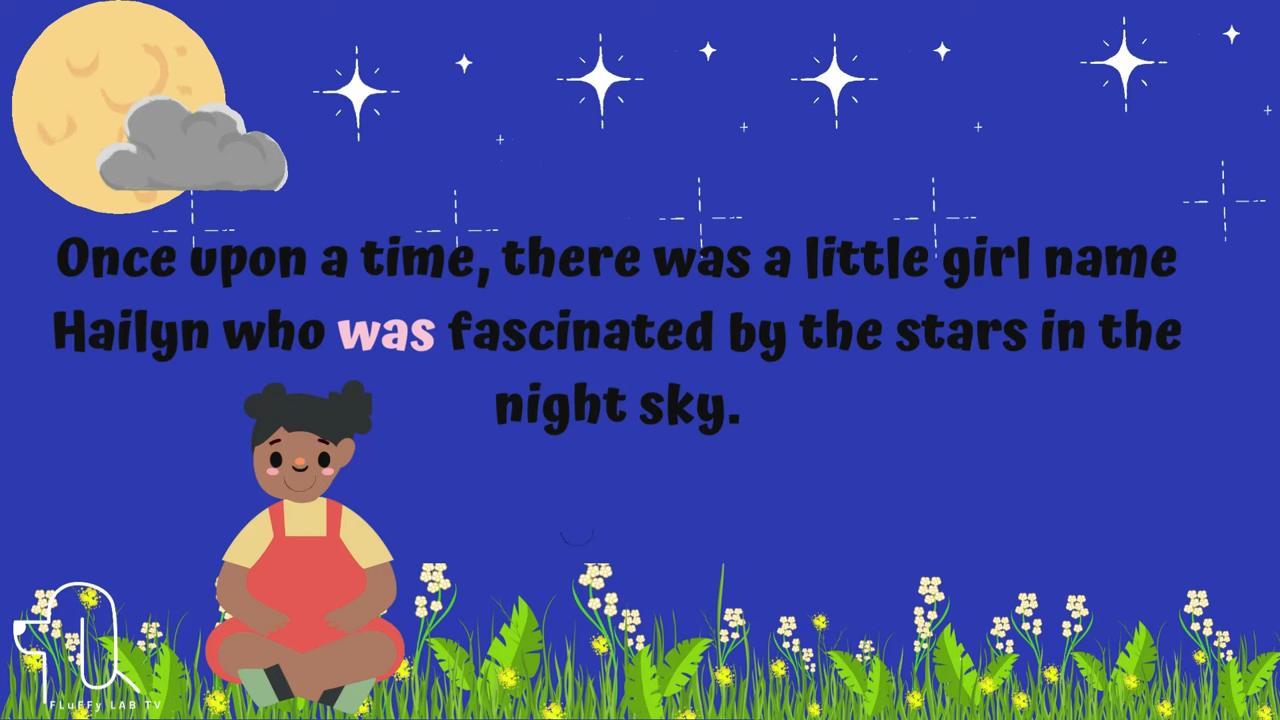 Once upon a time, there was a little girl name
Hailyn who was fascinated by the stars in the
night sky.
FLuFFy LAB TV